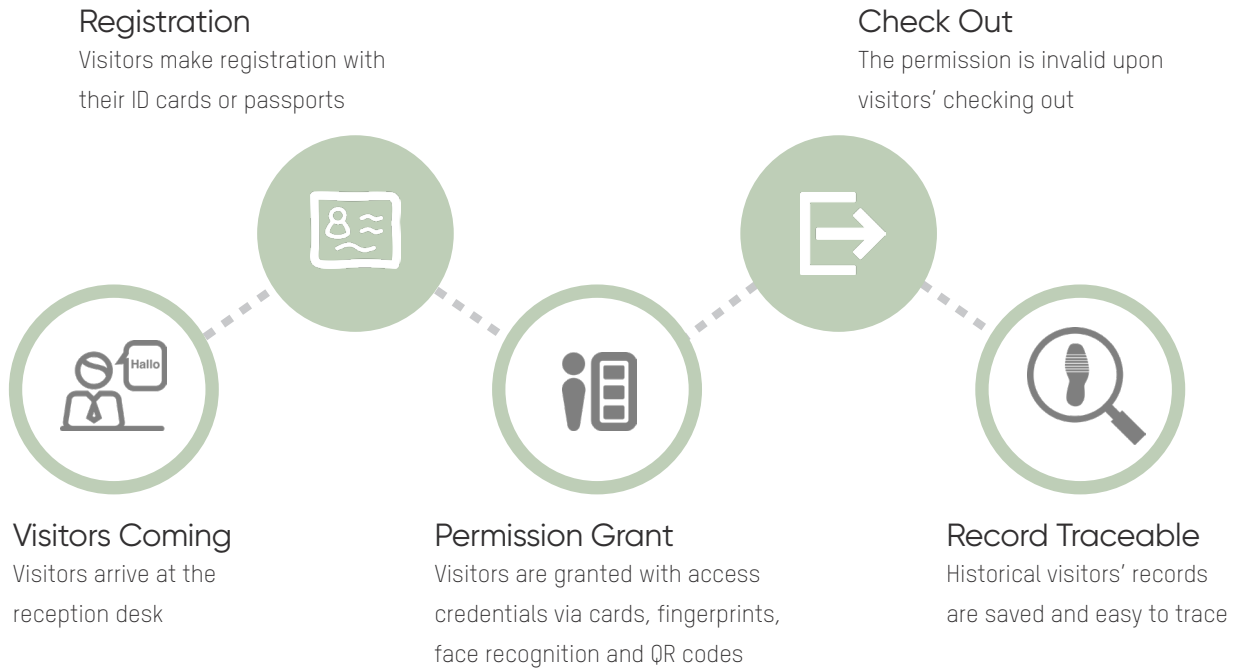 Registration
Visitors make registration with
their ID cards or passports
Check Out
The permission is invalid upon
visitors' checking out
Hallo
Visitors Coming
Visitors arrive at the
reception desk
Permission Grant
Visitors are granted with access
credentials via cards, fingerprints,
face recognition and QR codes
Record Traceable
Historical visitors' records
are saved and easy to trace